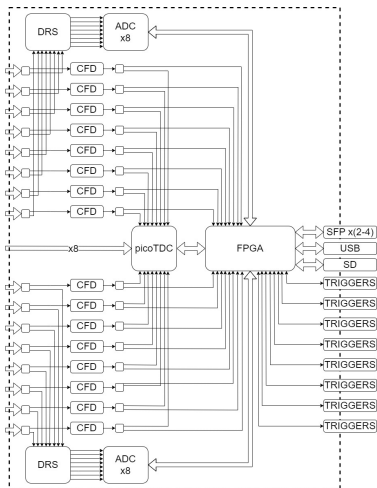 DRS
ADC
x8
CFD
CFD
CFD
CFD
CFD
CFD
CFD
CFD
x8
picoTDC
FPGA
SFP x(2-4)
USB
SD
TRIGGERS
TRIGGERS
TRIGGERS
TRIGGERS
TRIGGERS
TRIGGERS
TRIGGERS
TRIGGERS
CFD
CFD
CFD
CFD
CFD
CFD
CFD
CFD
DRS
ADC
x8